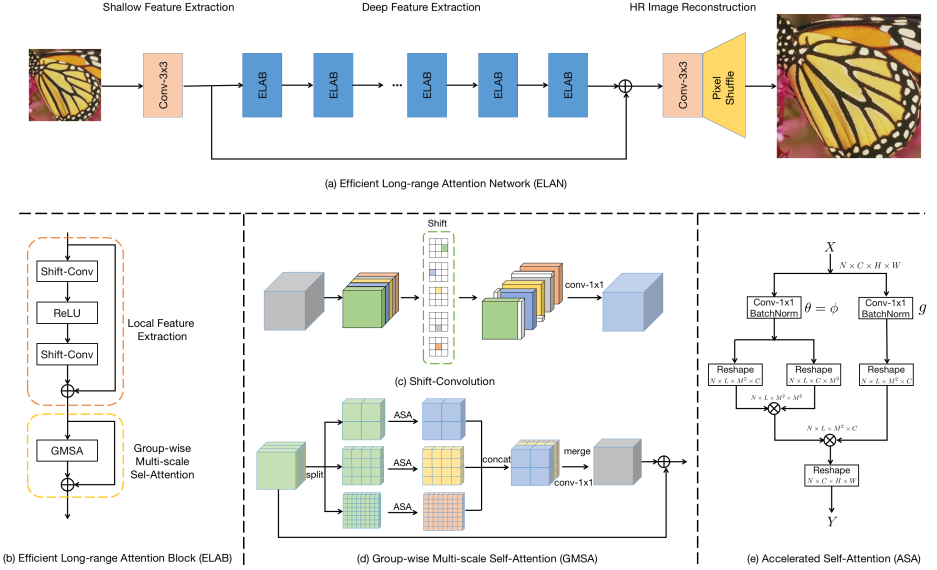 Shallow Feature Extraction
Deep Feature Extraction
HR Image Reconstruction
Conv-3x3
ELAB
ELAB
...
ELAB
ELAB
ELAB
Conv-3x3
Pixel
Shuffle
(a) Efficient Long-range Attention Network (ELAN)
Shift-Conv
ReLU
Shift-Conv
Local Feature
Extraction
GMSA
Group-wise
Multi-scale
Sel-Attention
(b) Efficient Long-range Attention Block (ELAB)
Shift
conv-1x1
(c) Shift-Convolution
split
ASA
ASA
ASA
concat
merge
conv-1x1
(d) Group-wise Multi-scale Self-Attention (GMSA)
X
N × C × H × W
Conv-1x1
BatchNorm
θ = ϕ
Conv-1x1
BatchNorm
g
Reshape
N × L × M² × C
Reshape
N × L × C × M²
Reshape
N × L × M² × C
N × L × M² × M²
N × L × M² × C
Reshape
N × C × H × W
Y
(e) Accelerated Self-Attention (ASA)